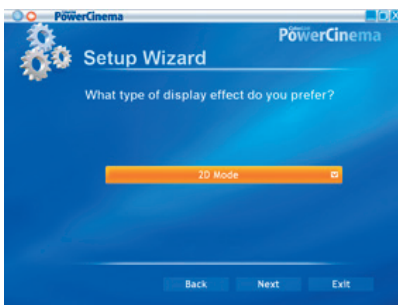 PowerCinema
CyberLink
PowerCinema
Setup Wizard
What type of display effect do you prefer?
2D Mode
Back Next Exit